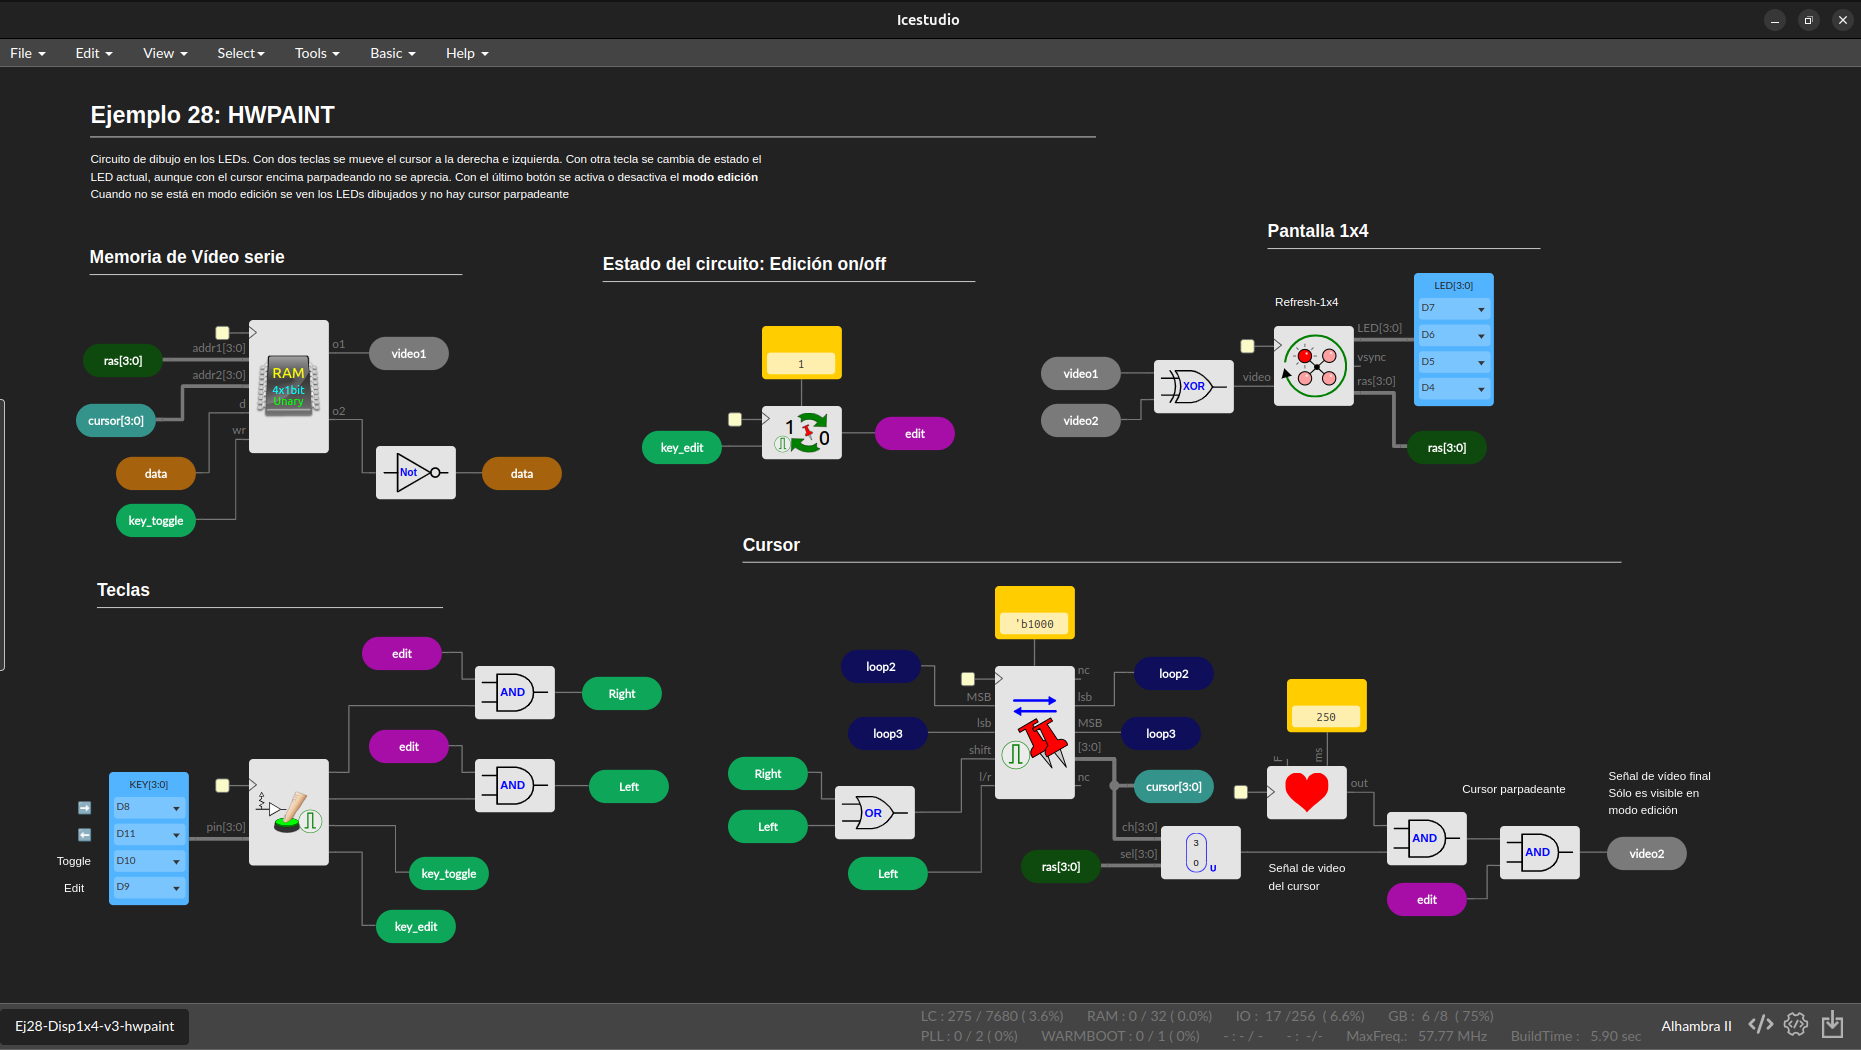 Icestudio
File Edit View Select Tools Basic Help
Ejemplo 28: HWPAINT
Circuito de dibujo en los LEDs. Con dos teclas se mueve el cursor a la derecha e izquierda. Con otra tecla se cambia de estado el
LED actual, aunque con el cursor encima parpadeando no se aprecia. Con el último botón se activa o desactiva el modo edición
Cuando no se está en modo edición se ven los LEDs dibujados y no hay cursor parpadeante
Memoria de Vídeo serie
ras[3:0]
cursor[3:0]
data
key_toggle
addr1[3:0]
addr2[3:0]
d
wr
RAM
4x1bit
Unary
o1
o2
video1
Not
data
Estado del circuito: Edición on/off
1
key_edit
1
0
edit
Pantalla 1x4
Refresh-1x4
video1
video2
XOR
video
LED[3:0]
vsync
ras[3:0]
LED[3:0]
D7
D6
D5
D4
ras[3:0]
Teclas
KEY[3:0]
D8
D11
Toggle D10
Edit D9
pin[3:0]
edit
AND
Right
edit
AND
Left
key_toggle
key_edit
Cursor
'b1000
loop2
loop3
MSB
lsb
shift
l/r
nc
lsb
MSB
[3:0]
nc
loop2
loop3
cursor[3:0]
Right
Left
OR
Left
ras[3:0]
ch[3:0]
sel[3:0]
3
0
U
Señal de video
del cursor
250
F
ms
out
Cursor parpadeante
AND
edit
AND
Señal de vídeo final
Sólo es visible en
modo edición
video2
Ej28-Disp1x4-v3-hwpaint
LC : 275 / 7680 ( 3.6%) RAM : 0 / 32 ( 0.0%) IO : 17 /256 ( 6.6%) GB : 6 /8 ( 75%)
PLL : 0 / 2 ( 0%) WARMBOOT : 0 / 1 ( 0%) - : - / - - : -/- MaxFreq.: 57.77 MHz BuildTime : 5.90 sec
Alhambra II